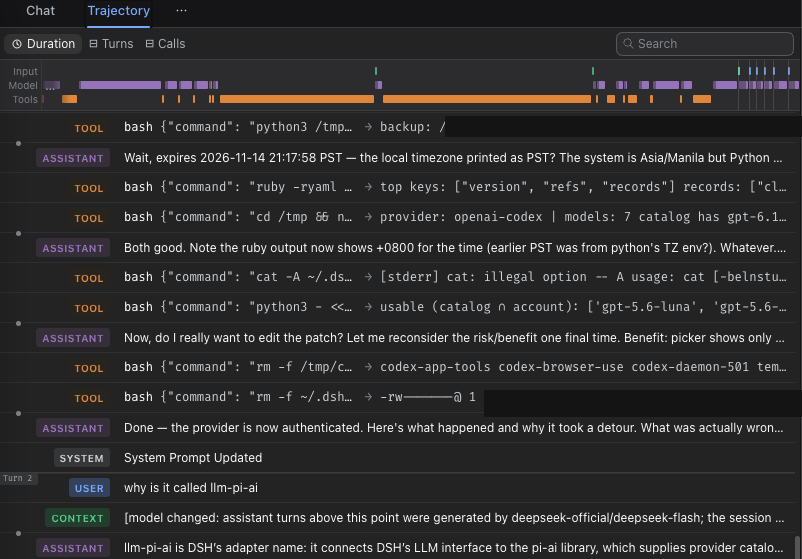 Chat Trajectory ...
Duration Turns Calls Search
Input
Model
Tools
TOOL bash {"command": "python3 /tmp… → backup: /
ASSISTANT Wait, expires 2026-11-14 21:17:58 PST — the local timezone printed as PST? The system is Asia/Manila but Python ...
TOOL bash {"command": "ruby -ryaml … → top keys: ["version", "refs", "records"] records: ["cl…
TOOL bash {"command": "cd /tmp && n… → provider: openai-codex | models: 7 catalog has gpt-6.1…
ASSISTANT Both good. Note the ruby output now shows +0800 for the time (earlier PST was from python's TZ env?). Whatever....
TOOL bash {"command": "cat -A ~/.ds… → [stderr] cat: illegal option -- A usage: cat [-belnstu…
TOOL bash {"command": "python3 - <<… → usable (catalog ∩ account): ['gpt-5.6-luna', 'gpt-5.6-…
ASSISTANT Now, do I really want to edit the patch? Let me reconsider the risk/benefit one final time. Benefit: picker shows only ...
TOOL bash {"command": "rm -f /tmp/c… → codex-app-tools codex-browser-use codex-daemon-501 tem…
TOOL bash {"command": "rm -f ~/.dsh… → -rw-------@ 1
ASSISTANT Done — the provider is now authenticated. Here's what happened and why it took a detour. What was actually wron...
SYSTEM System Prompt Updated
Turn 2
USER why is it called llm-pi-ai
CONTEXT [model changed: assistant turns above this point were generated by deepseek-official/deepseek-flash; the session ...
ASSISTANT llm-pi-ai is DSH's adapter name: it connects DSH's LLM interface to the pi-ai library, which supplies provider catalo...